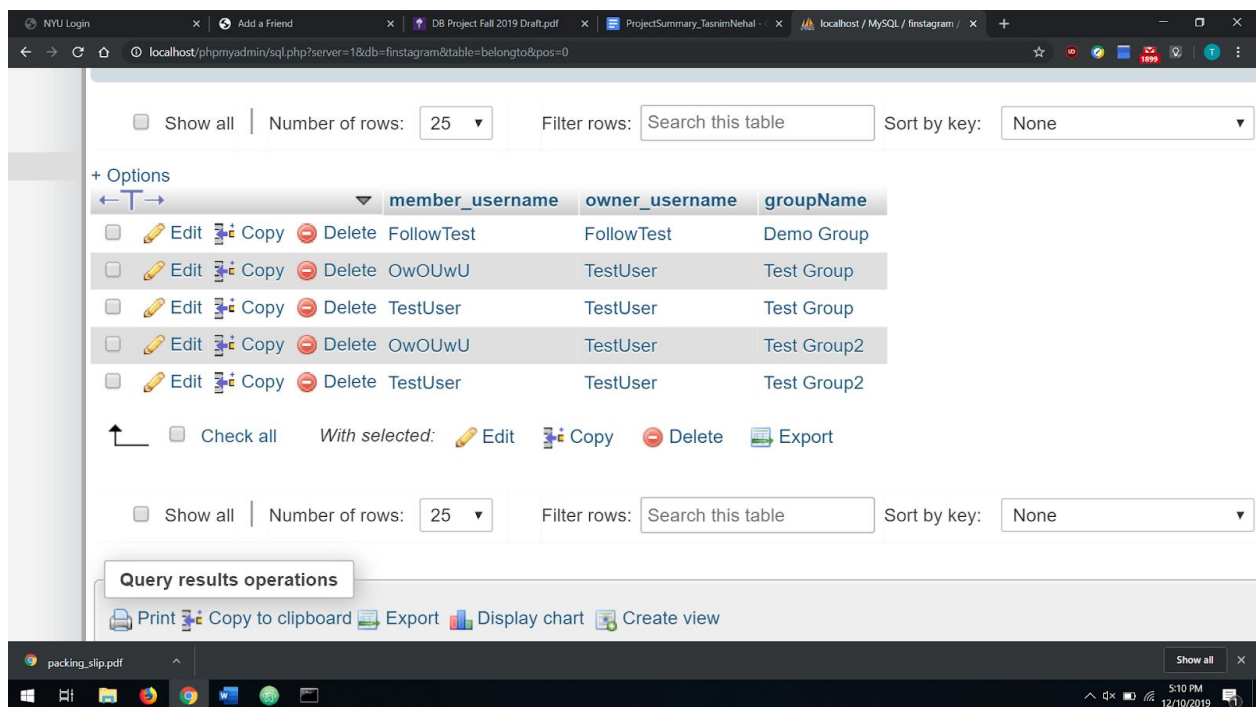 NYU Login Add a Friend DB Project Fall 2019 Draft.pdf ProjectSummary_TasnimNehal - localhost / MySQL / finstagram /
localhost/phpmyadmin/sql.php?server=1&db=finstagram&table=belongto&pos=0
1899 T
Show all Number of rows: 25 Filter rows: Search this table Sort by key: None
+ Options
member_username owner_username groupName
Edit Copy Delete FollowTest FollowTest Demo Group
Edit Copy Delete OwOUwU TestUser Test Group
Edit Copy Delete TestUser TestUser Test Group
Edit Copy Delete OwOUwU TestUser Test Group2
Edit Copy Delete TestUser TestUser Test Group2
Check all With selected: Edit Copy Delete Export
Show all Number of rows: 25 Filter rows: Search this table Sort by key: None
Query results operations
Print Copy to clipboard Export Display chart Create view
packing_slip.pdf Show all
5:10 PM
12/10/2019